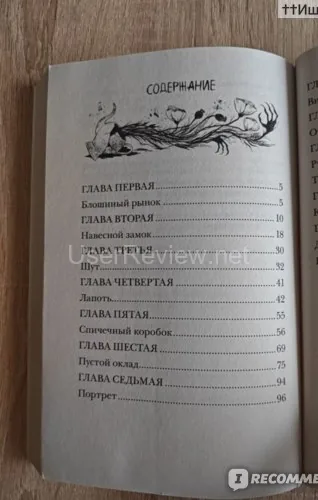 ††Иш
СОДЕРЖАНИЕ
ГЛАВА ПЕРВАЯ 5
Блошиный рынок 5
ГЛАВА ВТОРАЯ 10
Навесной замок 18
ГЛАВА ТРЕТЬЯ 30
UserReview.net
Шут 32
ГЛАВА ЧЕТВЕРТАЯ 41
Лапоть 42
ГЛАВА ПЯТАЯ 55
Спичечный коробок 56
ГЛАВА ШЕСТАЯ 69
Пустой оклад 75
ГЛАВА СЕДЬМАЯ 94
Портрет 96
IRECOMME